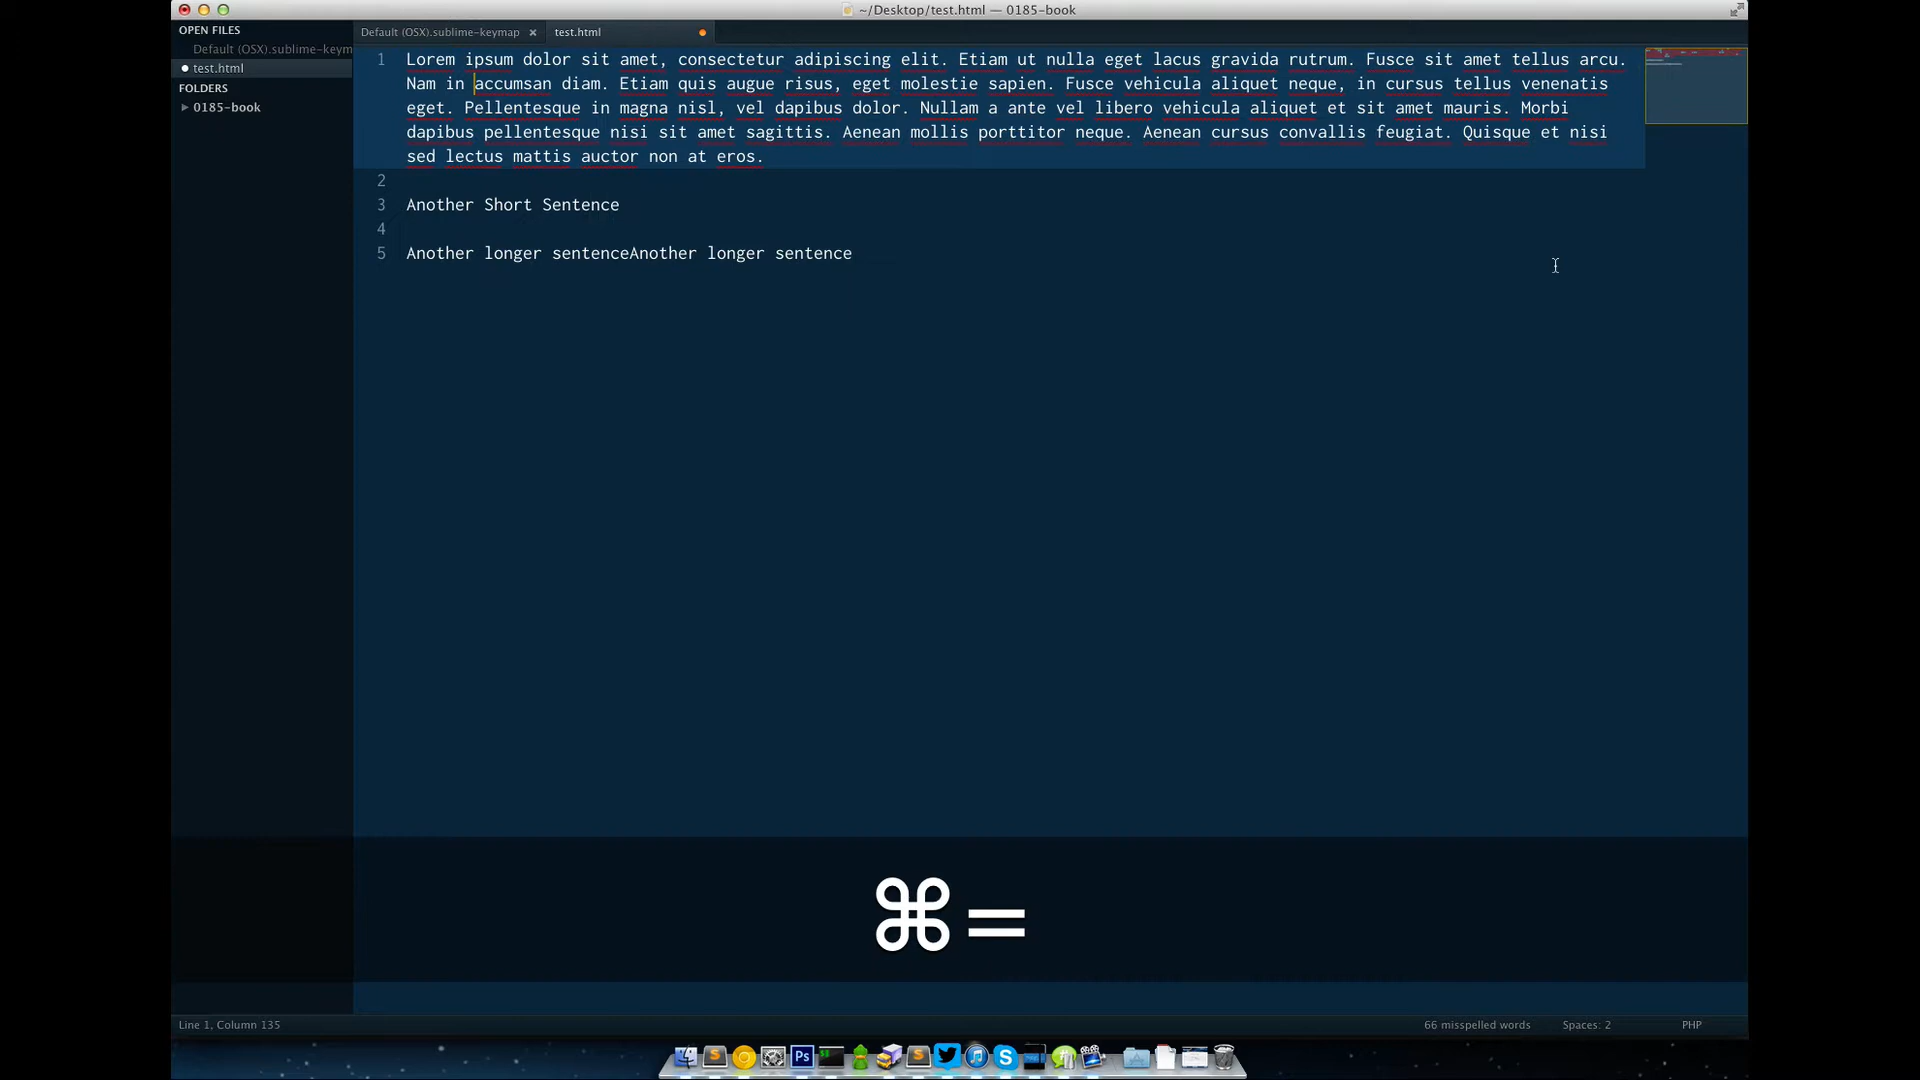 ~/Desktop/test.html — 0185-book
OPEN FILES
Default (OSX).sublime-keym
test.html
FOLDERS
0185-book
Default (OSX).sublime-keymap
test.html
1 Lorem ipsum dolor sit amet, consectetur adipiscing elit. Etiam ut nulla eget lacus gravida rutrum. Fusce sit amet tellus arcu.
Nam in accumsan diam. Etiam quis augue risus, eget molestie sapien. Fusce vehicula aliquet neque, in cursus tellus venenatis
eget. Pellentesque in magna nisl, vel dapibus dolor. Nullam a ante vel libero vehicula aliquet et sit amet mauris. Morbi
dapibus pellentesque nisi sit amet sagittis. Aenean mollis porttitor neque. Aenean cursus convallis feugiat. Quisque et nisi
sed lectus mattis auctor non at eros.
2
3 Another Short Sentence
4
5 Another longer sentenceAnother longer sentence
⌘=
Line 1, Column 135
66 misspelled words
Spaces: 2
PHP
Ps